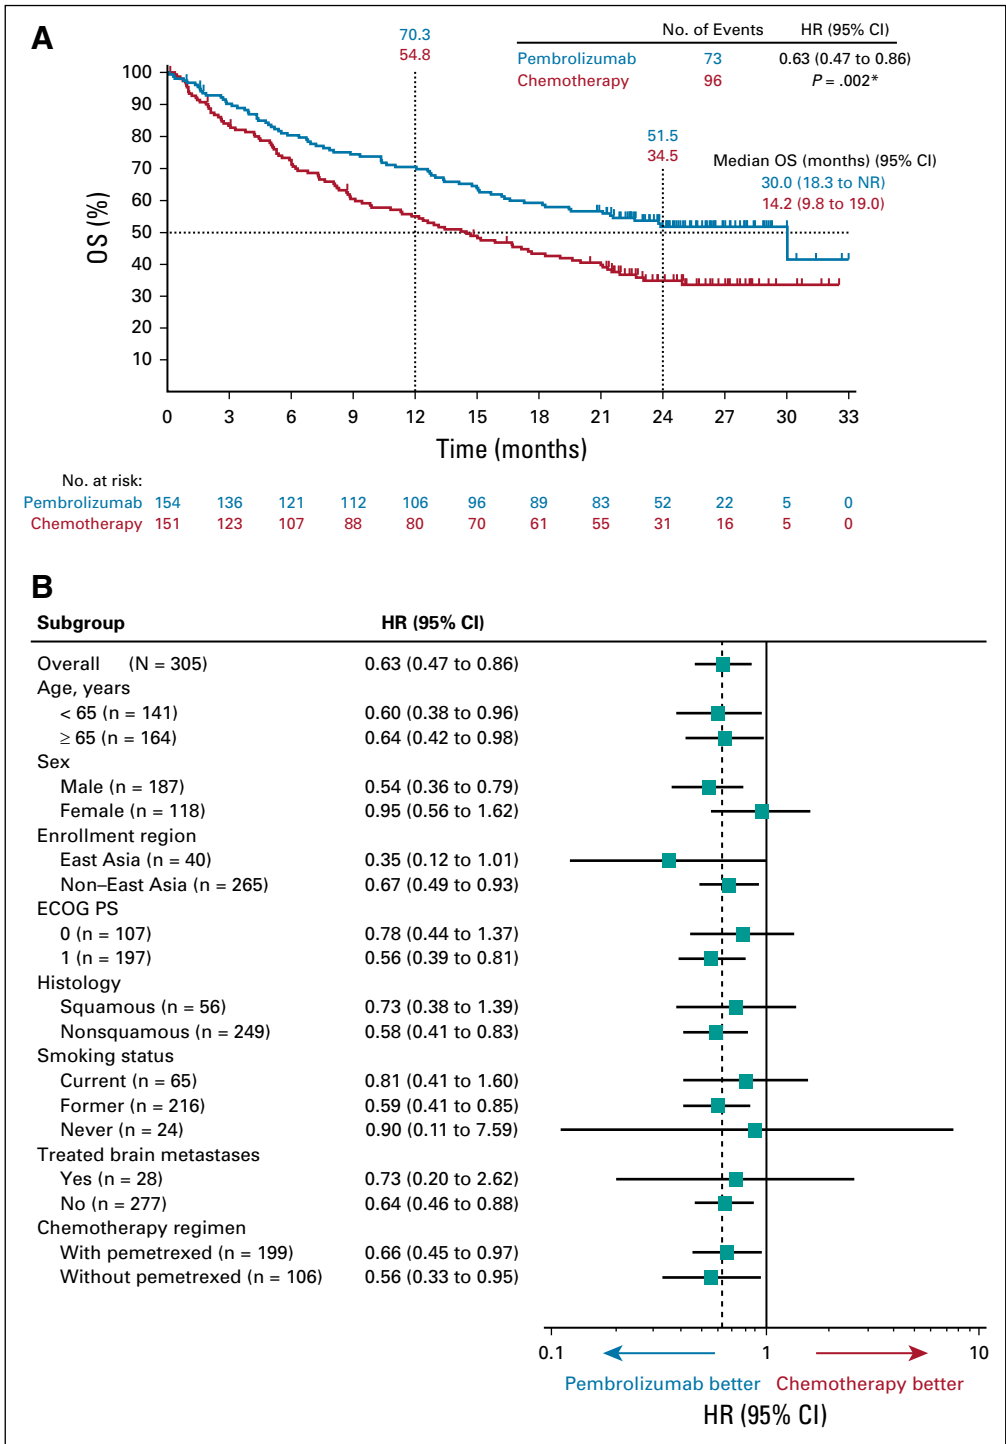 A
70.3
54.8
No. of Events HR (95% CI)
Pembrolizumab 73 0.63 (0.47 to 0.86)
Chemotherapy 96 P = .002*
51.5
34.5
Median OS (months) (95% CI)
30.0 (18.3 to NR)
14.2 (9.8 to 19.0)
100
90
80
70
60
50
40
30
20
10
OS (%)
0 3 6 9 12 15 18 21 24 27 30 33
Time (months)
No. at risk:
Pembrolizumab 154 136 121 112 106 96 89 83 52 22 5 0
Chemotherapy 151 123 107 88 80 70 61 55 31 16 5 0
B
Subgroup HR (95% CI)
Overall (N = 305) 0.63 (0.47 to 0.86)
Age, years
< 65 (n = 141) 0.60 (0.38 to 0.96)
≥ 65 (n = 164) 0.64 (0.42 to 0.98)
Sex
Male (n = 187) 0.54 (0.36 to 0.79)
Female (n = 118) 0.95 (0.56 to 1.62)
Enrollment region
East Asia (n = 40) 0.35 (0.12 to 1.01)
Non–East Asia (n = 265) 0.67 (0.49 to 0.93)
ECOG PS
0 (n = 107) 0.78 (0.44 to 1.37)
1 (n = 197) 0.56 (0.39 to 0.81)
Histology
Squamous (n = 56) 0.73 (0.38 to 1.39)
Nonsquamous (n = 249) 0.58 (0.41 to 0.83)
Smoking status
Current (n = 65) 0.81 (0.41 to 1.60)
Former (n = 216) 0.59 (0.41 to 0.85)
Never (n = 24) 0.90 (0.11 to 7.59)
Treated brain metastases
Yes (n = 28) 0.73 (0.20 to 2.62)
No (n = 277) 0.64 (0.46 to 0.88)
Chemotherapy regimen
With pemetrexed (n = 199) 0.66 (0.45 to 0.97)
Without pemetrexed (n = 106) 0.56 (0.33 to 0.95)
0.1 1 10
Pembrolizumab better Chemotherapy better
HR (95% CI)